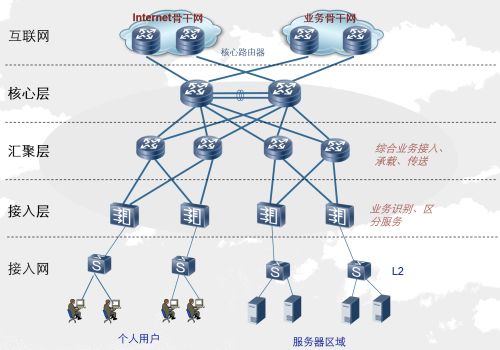 Internet骨干网
业务骨干网
互联网
核心路由器
核心层
汇聚层
综合业务接入、
承载、传送
接入层
业务识别、区
分服务
接入网
S
S
S
S
L2
个人用户
服务器区域